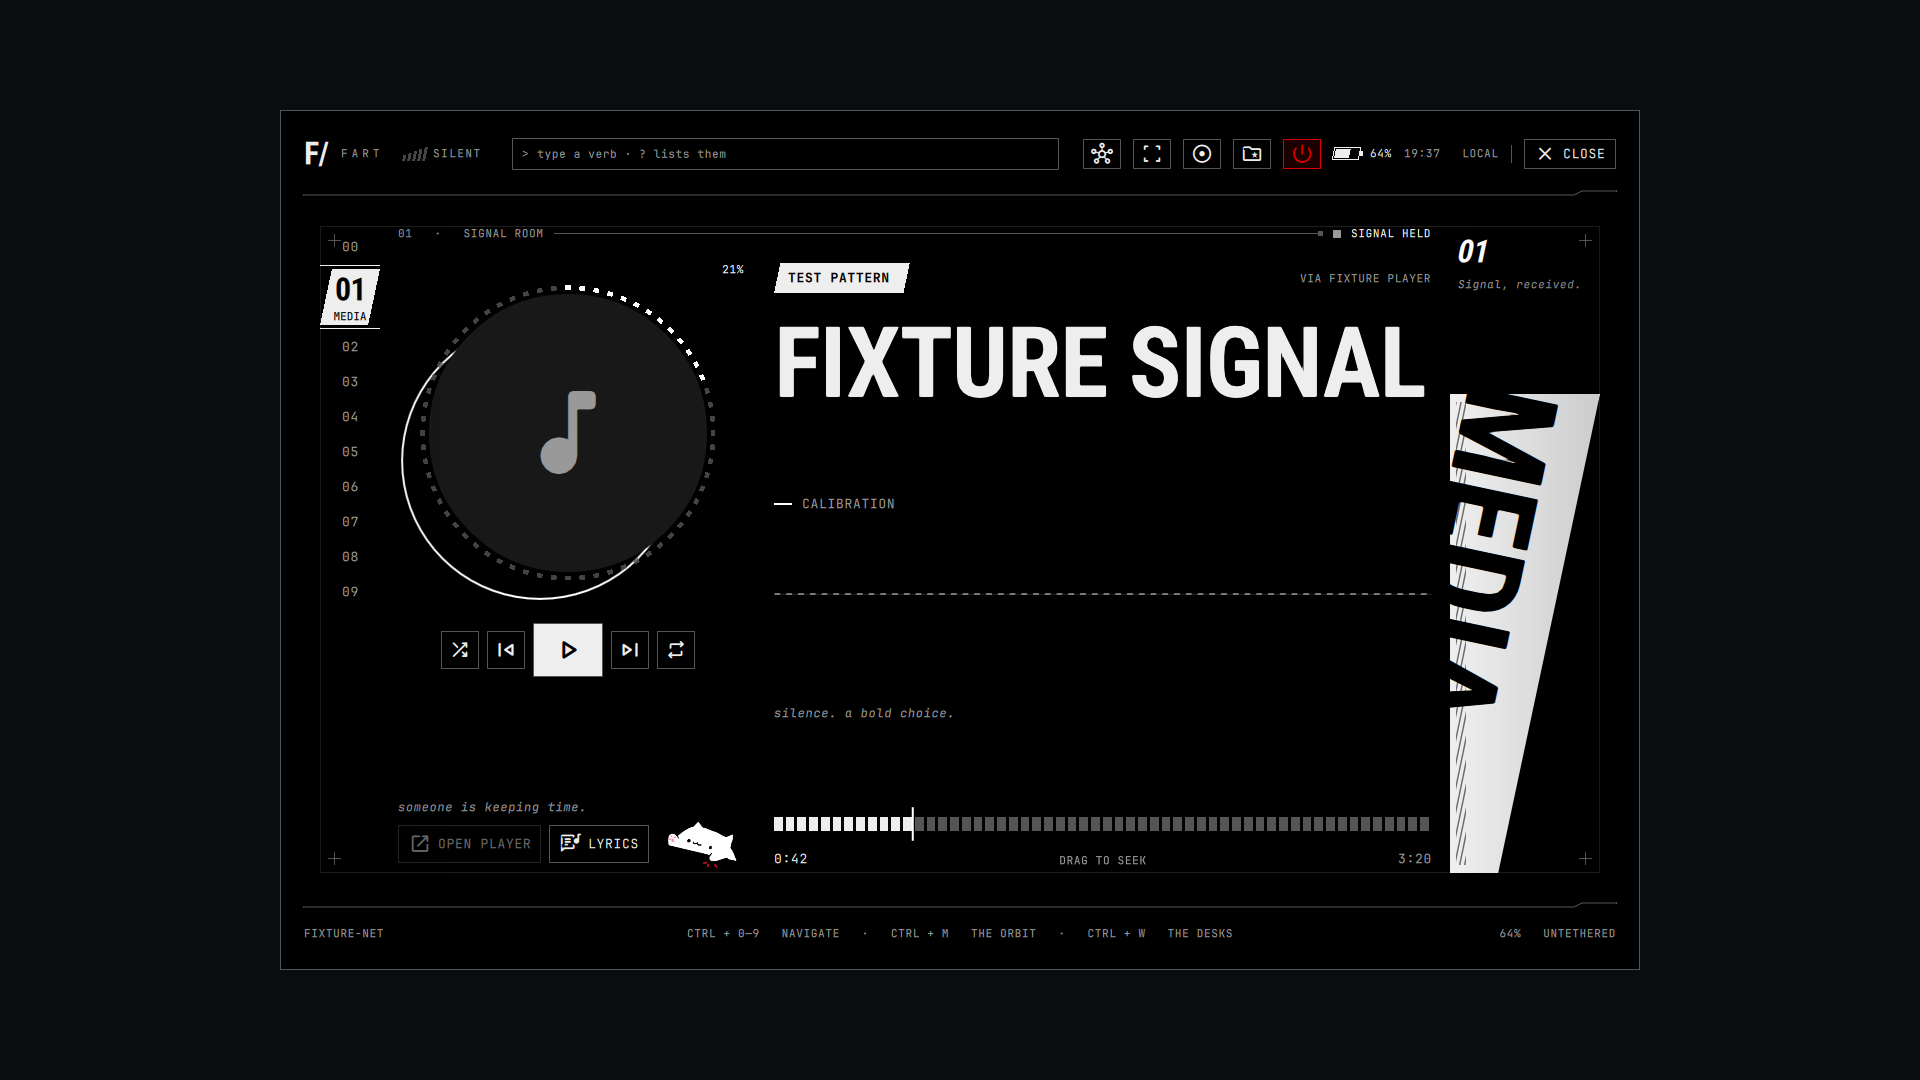 F/ FART SILENT > type a verb · ? lists them 64% 19:37 LOCAL CLOSE
01 · SIGNAL ROOM SIGNAL HELD
00
01
MEDIA
02
03
04
05
06
07
08
09
21%
TEST PATTERN VIA FIXTURE PLAYER
FIXTURE SIGNAL
CALIBRATION
silence. a bold choice.
someone is keeping time.
OPEN PLAYER LYRICS
0:42 DRAG TO SEEK 3:20
01
Signal, received.
MEDIA
FIXTURE-NET CTRL + 0—9 NAVIGATE · CTRL + M THE ORBIT · CTRL + W THE DESKS 64% UNTETHERED